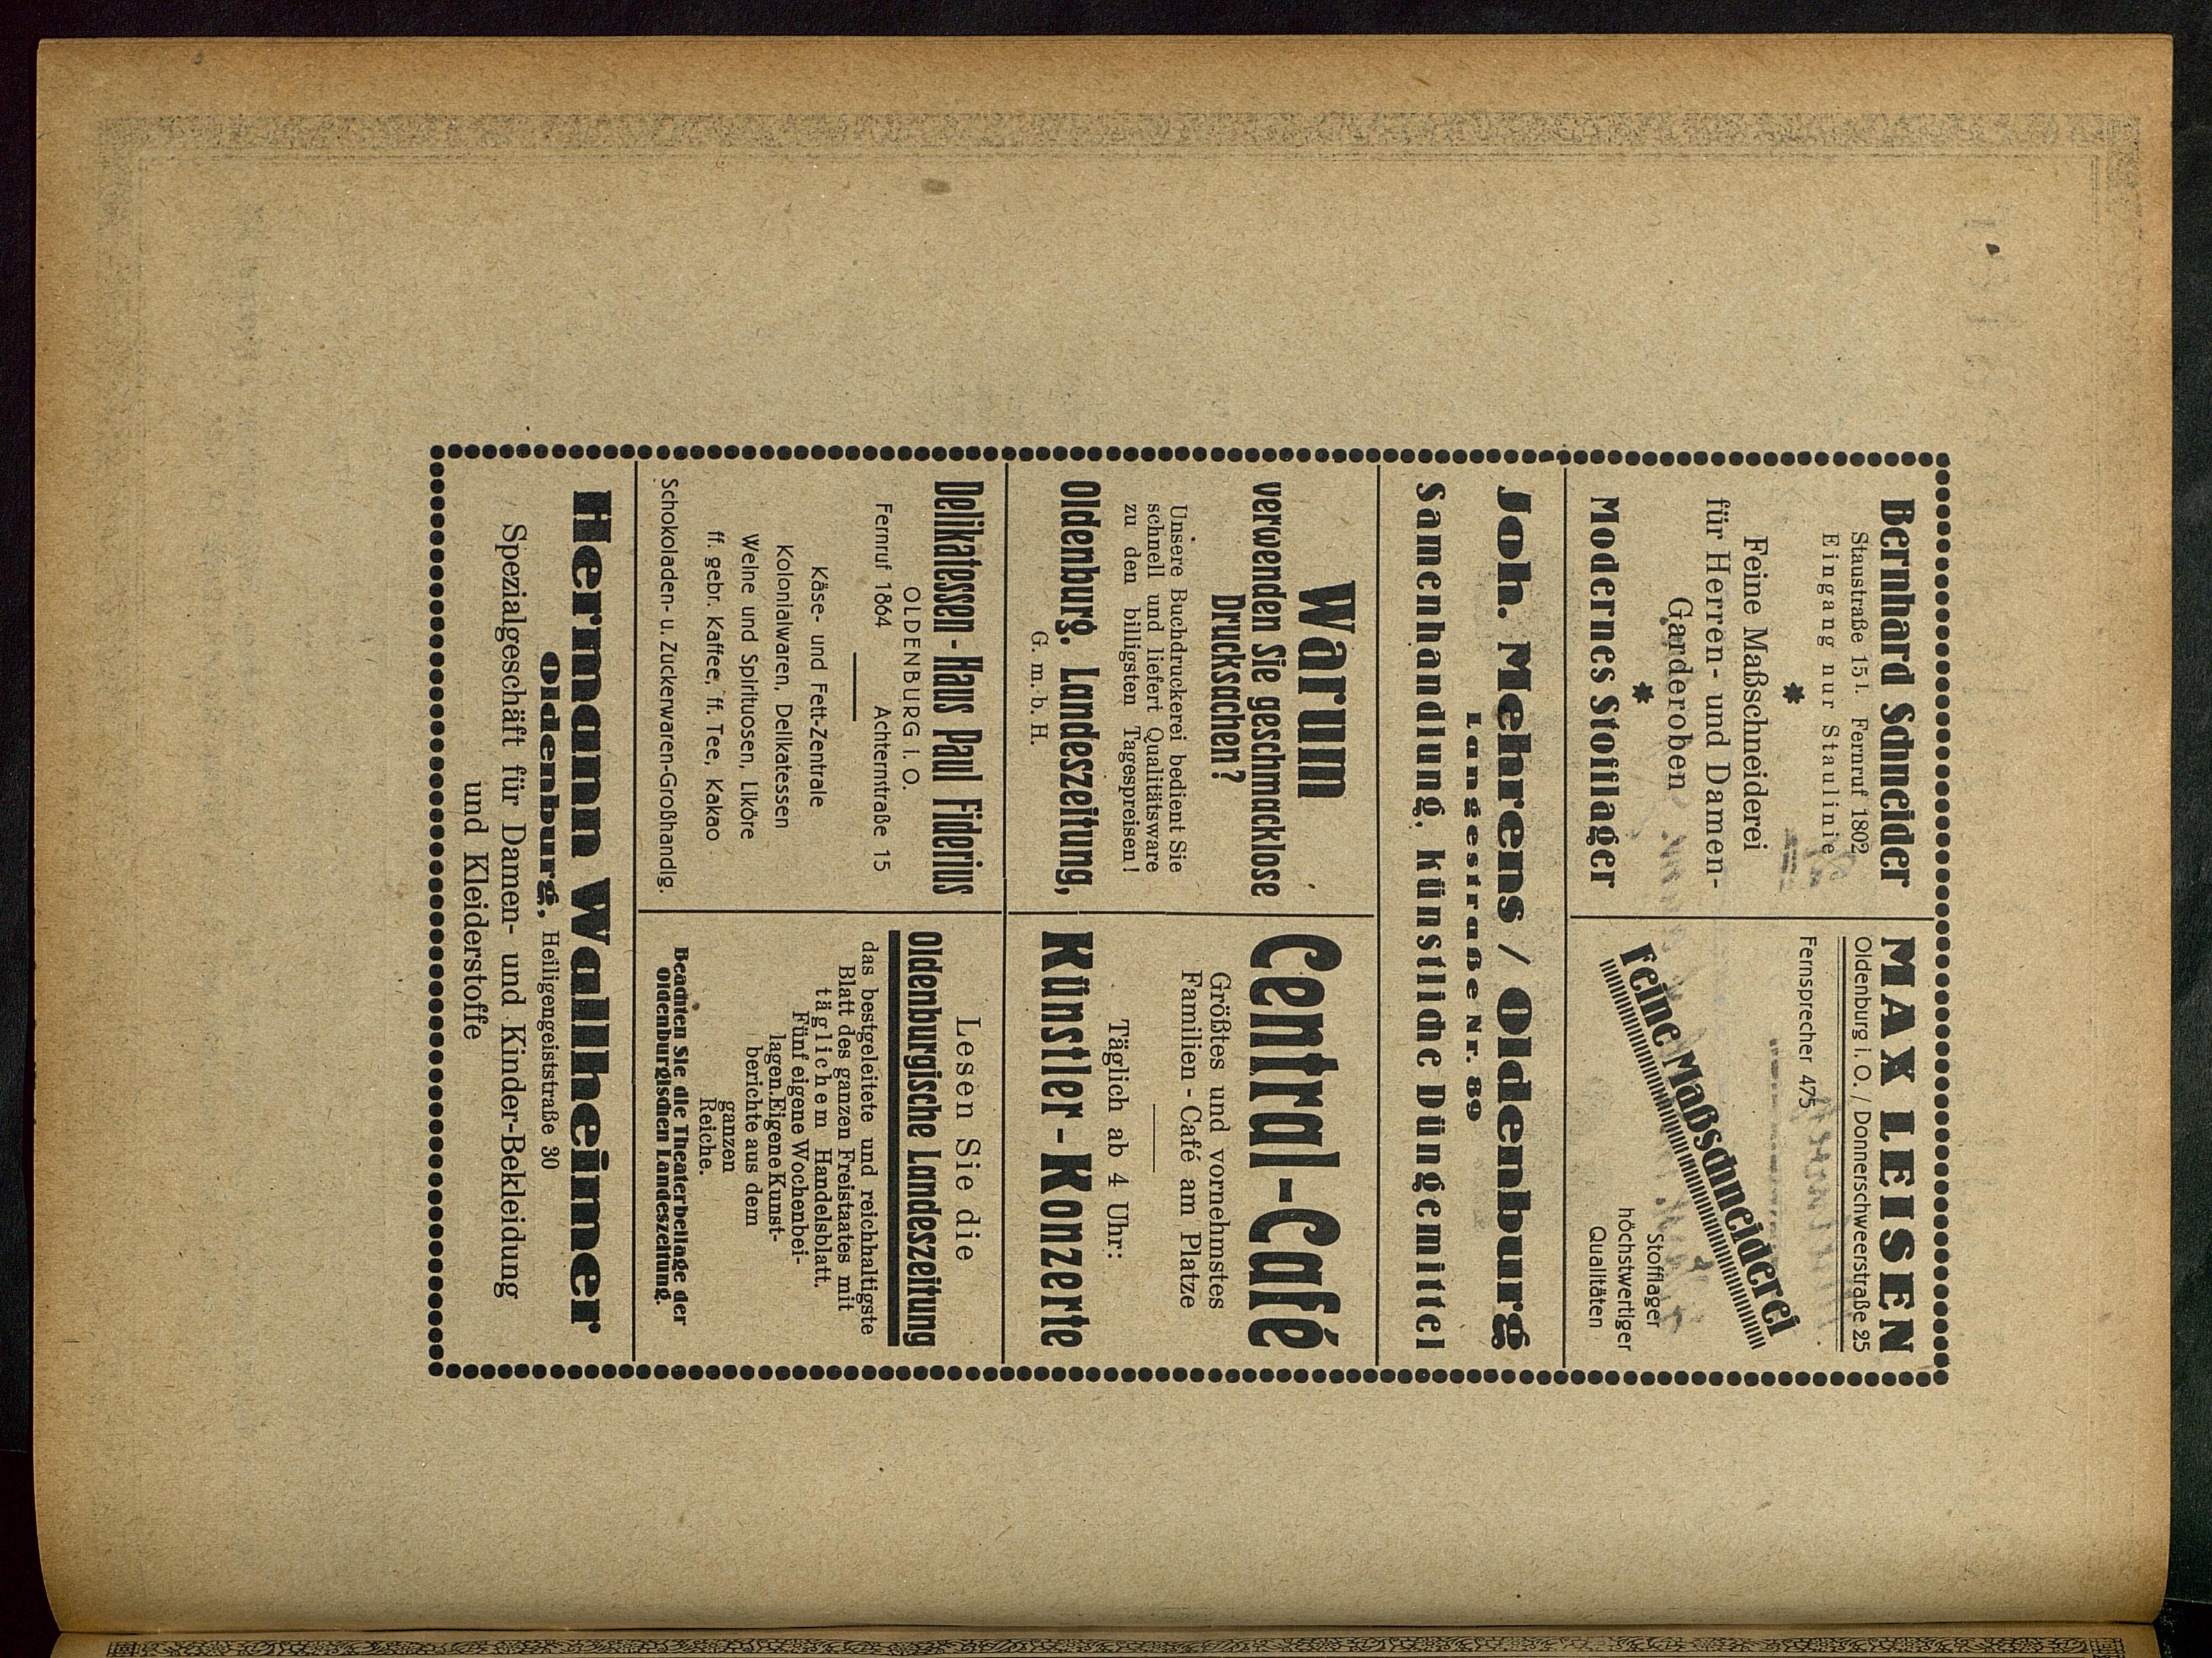 Bernhard Schneider
Staustraße 15 I. Fernruf 1802
Eingang nur Staulinie
*
Feine Maßschneiderei
für Herren- und Damen-
Garderoben
*
Modernes Stofflager
MAX LEISEN
Oldenburg i. O. / Donnerschweerstraße 25
Fernsprecher 475
Feine Maßschneiderei
Stofflager
höchstwertiger
Qualitäten
Joh. Mehrens / Oldenburg
Langestraße Nr. 89
Samenhandlung, künstliche Düngemittel
Warum
verwenden Sie geschmacklose
Drucksachen?
Unsere Buchdruckerei bedient Sie
schnell und liefert Qualitätsware
zu den billigsten Tagespreisen!
Oldenburg. Landeszeitung,
G. m. b. H.
Central-Café
Größtes und vornehmstes
Familien-Café am Platze
Täglich ab 4 Uhr:
Künstler-Konzerte
Delikatessen-Haus Paul Fiderius
OLDENBURG i. O.
Fernruf 1864 Achterntraße 15
Käse- und Fett-Zentrale
Kolonialwaren, Delikatessen
Weine und Spirituosen, Liköre
ff. gebr. Kaffee, ff. Tee, Kakao
Schokoladen- u. Zuckerwaren-Großhandlg.
Lesen Sie die
Oldenburgische Landeszeitung
das bestgeleitete und reichhaltigste
Blatt des ganzen Freistaates mit
täglichem Handelsblatt.
Fünf eigene Wochenbei-
lagen. Eigene Kunst-
berichte aus dem
ganzen
Reiche.
Beachten Sie die Theaterbeilage der
Oldenburgischen Landeszeitung.
Hermann Wallheimer
Oldenburg, Heiligengeiststraße 30
Spezialgeschäft für Damen- und Kinder-Bekleidung
und Kleiderstoffe